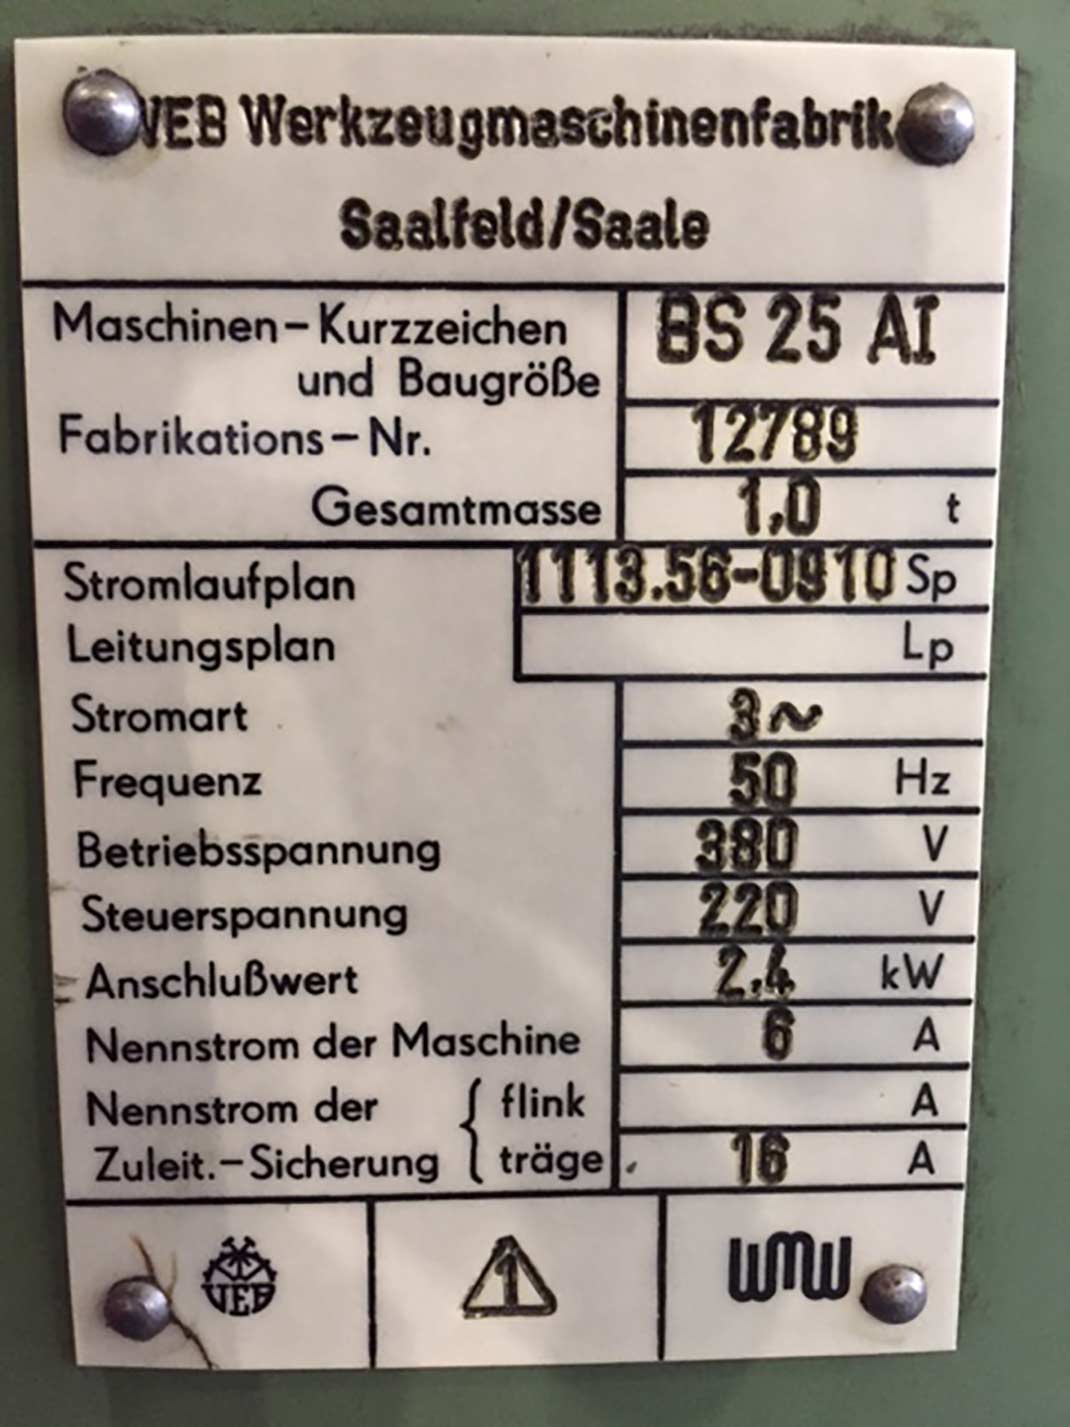 VEB Werkzeugmaschinenfabrik
Saalfeld/Saale
Maschinen-Kurzzeichen BS 25 AI
und Baugröße
Fabrikations-Nr. 12789
Gesamtmasse 1,0 t
Stromlaufplan 1113.56-0910 Sp
Leitungsplan Lp
Stromart 3~
Frequenz 50 Hz
Betriebsspannung 380 V
Steuerspannung 220 V
Anschlußwert 2,4 kW
Nennstrom der Maschine 6 A
Nennstrom der { flink A
Zuleit.-Sicherung träge 16 A
VEB 1 WMW